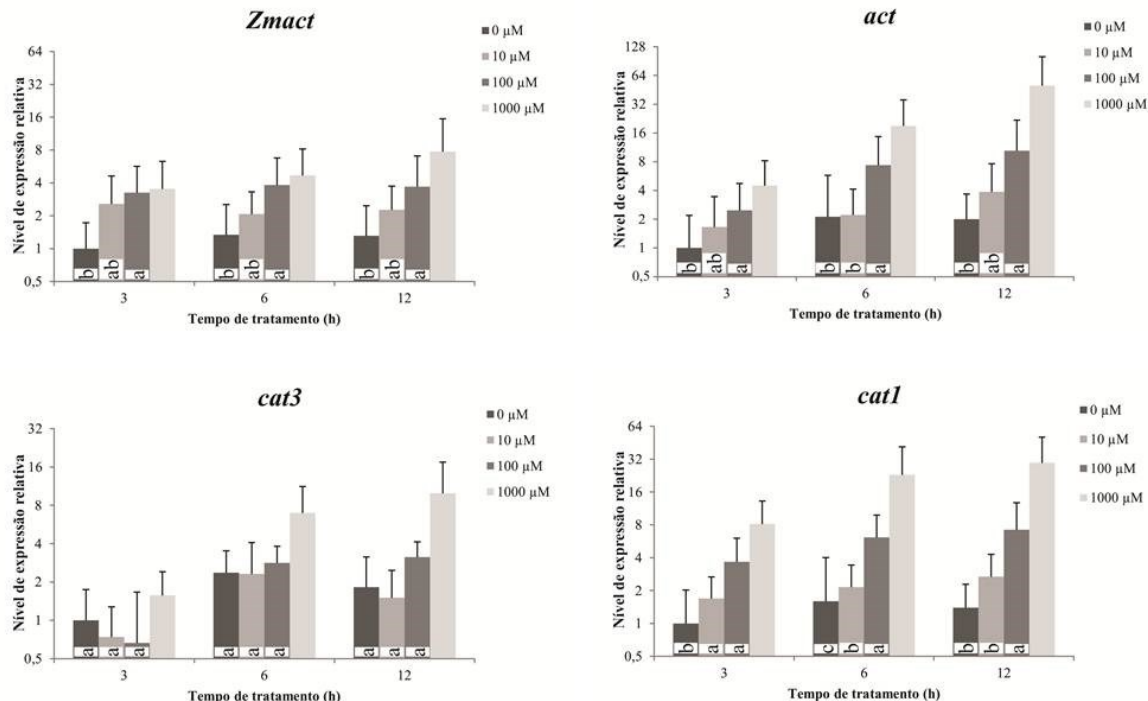 Zmact
Nível de expressão relativa
64
32
16
8
4
2
1
0,5
b
ab
a
b
ab
a
b
ab
a
3
6
12
Tempo de tratamento (h)
0 µM
10 µM
100 µM
1000 µM
act
Nível de expressão relativa
128
64
32
16
8
4
2
1
0,5
b
ab
a
b
b
a
b
ab
a
3
6
12
Tempo de tratamento (h)
0 µM
10 µM
100 µM
1000 µM
cat3
Nível de expressão relativa
32
16
8
4
2
1
0,5
a
a
a
a
a
a
a
a
a
3
6
12
Tempo de tratamento (h)
0 µM
10 µM
100 µM
1000 µM
cat1
Nível de expressão relativa
64
32
16
8
4
2
1
0,5
b
a
a
c
b
a
b
b
a
3
6
12
Tempo de tratamento (h)
0 µM
10 µM
100 µM
1000 µM